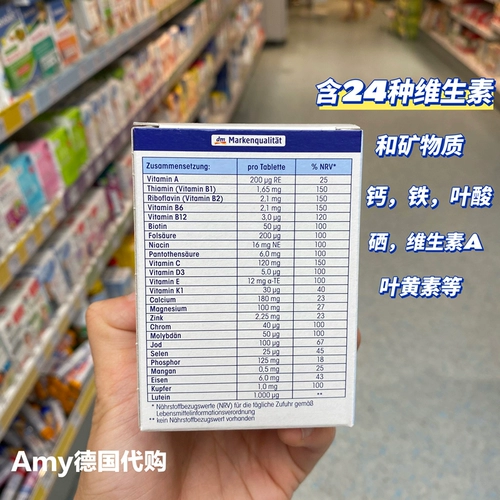 含24种维生素
和矿物质
钙，铁，叶酸
硒，维生素A
叶黄素等
dm Markenqualität
Zusammensetzung: pro Tablette % NRV*
Vitamin A 200 µg RE 25
Thiamin (Vitamin B1) 1,65 mg 150
Riboflavin (Vitamin B2) 2,1 mg 150
Vitamin B6 2,1 mg 150
Vitamin B12 3,0 µg 120
Biotin 50 µg 100
Folsäure 200 µg 100
Niacin 16 mg NE 100
Pantothensäure 6,0 mg 100
Vitamin C 120 mg 150
Vitamin D3 5,0 µg 100
Vitamin E 12 mg α-TE 100
Vitamin K1 30 µg 40
Calcium 180 mg 23
Magnesium 100 mg 27
Zink 2,25 mg 23
Chrom 40 µg 100
Molybdän 50 µg 100
Jod 100 µg 67
Selen 25 µg 45
Phosphor 125 mg 18
Mangan 0,5 mg 25
Eisen 6,0 mg 43
Kupfer 1,0 mg 100
Lutein 1.000 µg **
* Nährstoffbezugswerte (NRV) für die tägliche Zufuhr gemäß
Lebensmittelinformationsverordnung
** kein Nährstoffbezugswert vorhanden
Amy德国代购